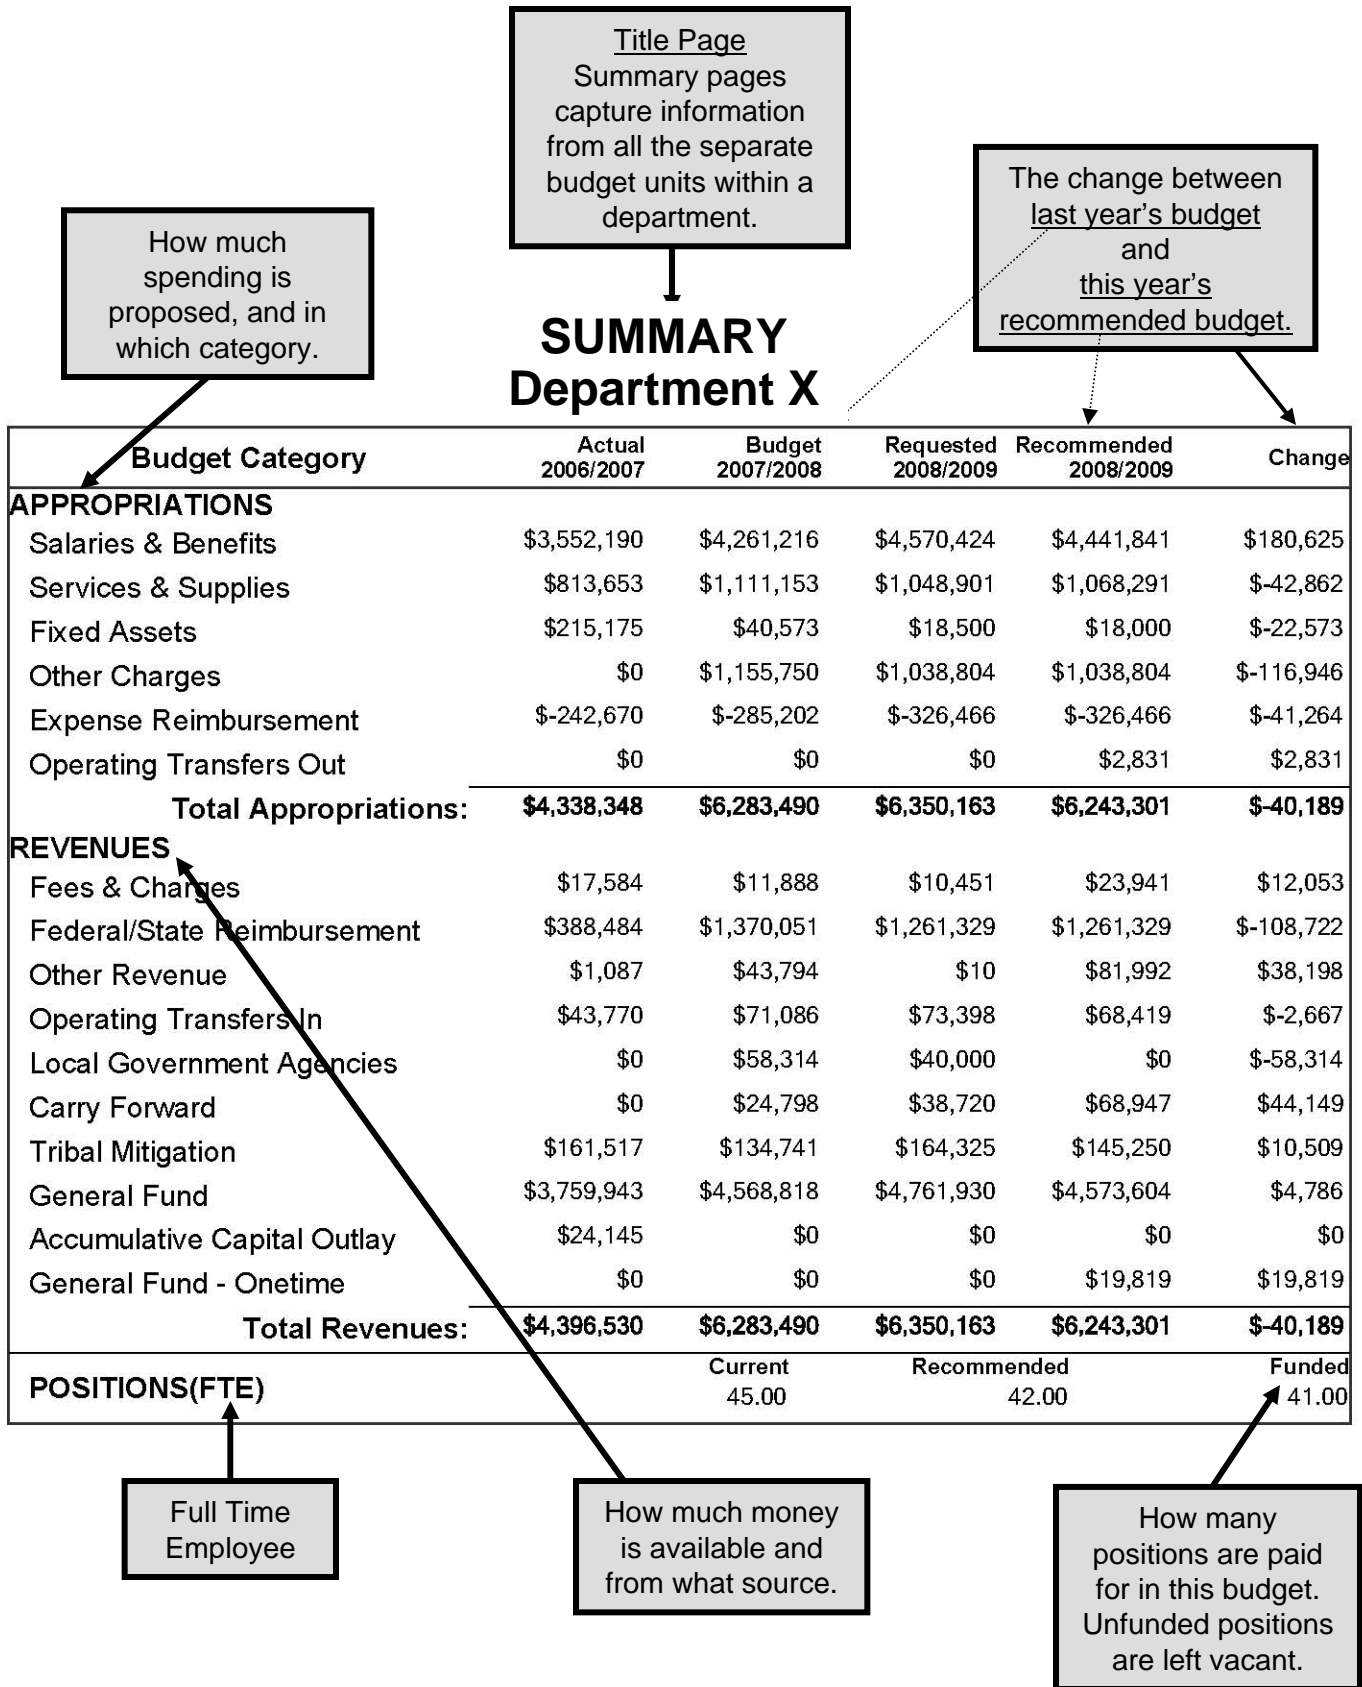 Title Page
Summary pages
capture information
from all the separate
budget units within a
department.
The change between
last year’s budget
and
this year’s
recommended budget.
How much
spending is
proposed, and in
which category.
SUMMARY
Department X
Budget Category Actual 2006/2007 Budget 2007/2008 Requested 2008/2009 Recommended 2008/2009 Change
APPROPRIATIONS
Salaries & Benefits $3,552,190 $4,261,216 $4,570,424 $4,441,841 $180,625
Services & Supplies $813,653 $1,111,153 $1,048,901 $1,068,291 $-42,862
Fixed Assets $215,175 $40,573 $18,500 $18,000 $-22,573
Other Charges $0 $1,155,750 $1,038,804 $1,038,804 $-116,946
Expense Reimbursement $-242,670 $-285,202 $-326,466 $-326,466 $-41,264
Operating Transfers Out $0 $0 $0 $2,831 $2,831
Total Appropriations: $4,338,348 $6,283,490 $6,350,163 $6,243,301 $-40,189
REVENUES
Fees & Charges $17,584 $11,888 $10,451 $23,941 $12,053
Federal/State Reimbursement $388,484 $1,370,051 $1,261,329 $1,261,329 $-108,722
Other Revenue $1,087 $43,794 $10 $81,992 $38,198
Operating Transfers In $43,770 $71,086 $73,398 $68,419 $-2,667
Local Government Agencies $0 $58,314 $40,000 $0 $-58,314
Carry Forward $0 $24,798 $38,720 $68,947 $44,149
Tribal Mitigation $161,517 $134,741 $164,325 $145,250 $10,509
General Fund $3,759,943 $4,568,818 $4,761,930 $4,573,604 $4,786
Accumulative Capital Outlay $24,145 $0 $0 $0 $0
General Fund - Onetime $0 $0 $0 $19,819 $19,819
Total Revenues: $4,396,530 $6,283,490 $6,350,163 $6,243,301 $-40,189
Current Recommended Funded
POSITIONS(FTE) 45.00 42.00 41.00
Full Time
Employee
How much money
is available and
from what source.
How many
positions are paid
for in this budget.
Unfunded positions
are left vacant.